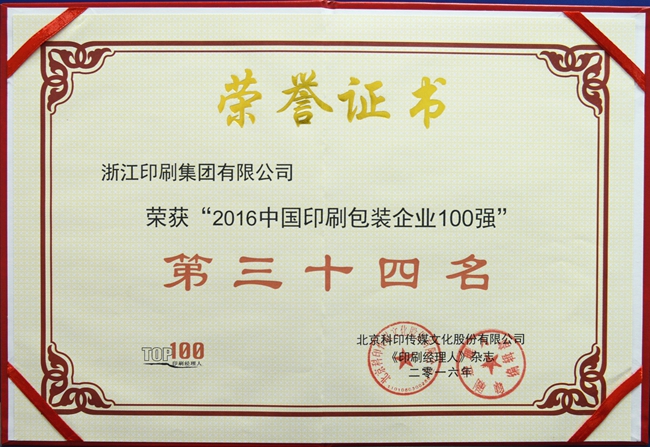 荣誉证书
浙江印刷集团有限公司
荣获“2016中国印刷包装企业100强”
第三十四名
TOP100
印刷经理人
北京科印传媒文化股份有限公司
《印刷经理人》杂志
二零一六年